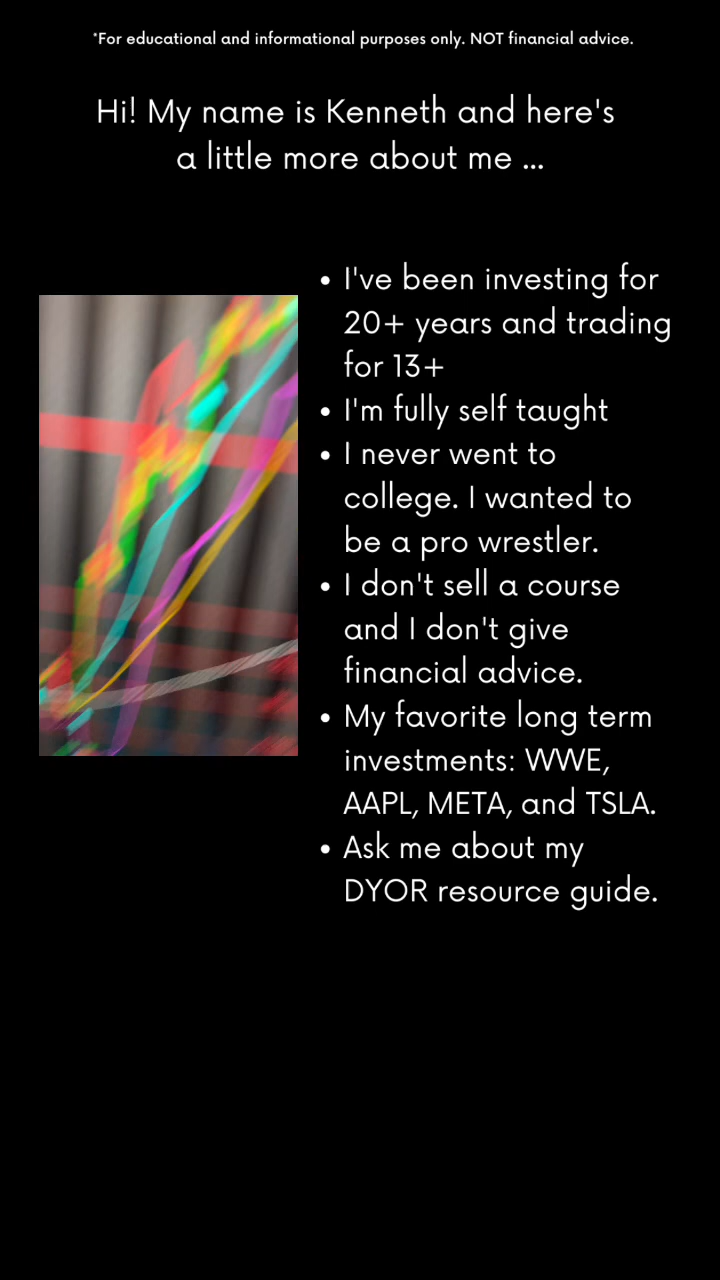 *For educational and informational purposes only. NOT financial advice.
Hi! My name is Kenneth and here's
a little more about me ...
• I've been investing for
20+ years and trading
for 13+
• I'm fully self taught
• I never went to
college. I wanted to
be a pro wrestler.
• I don't sell a course
and I don't give
financial advice.
• My favorite long term
investments: WWE,
AAPL, META, and TSLA.
• Ask me about my
DYOR resource guide.